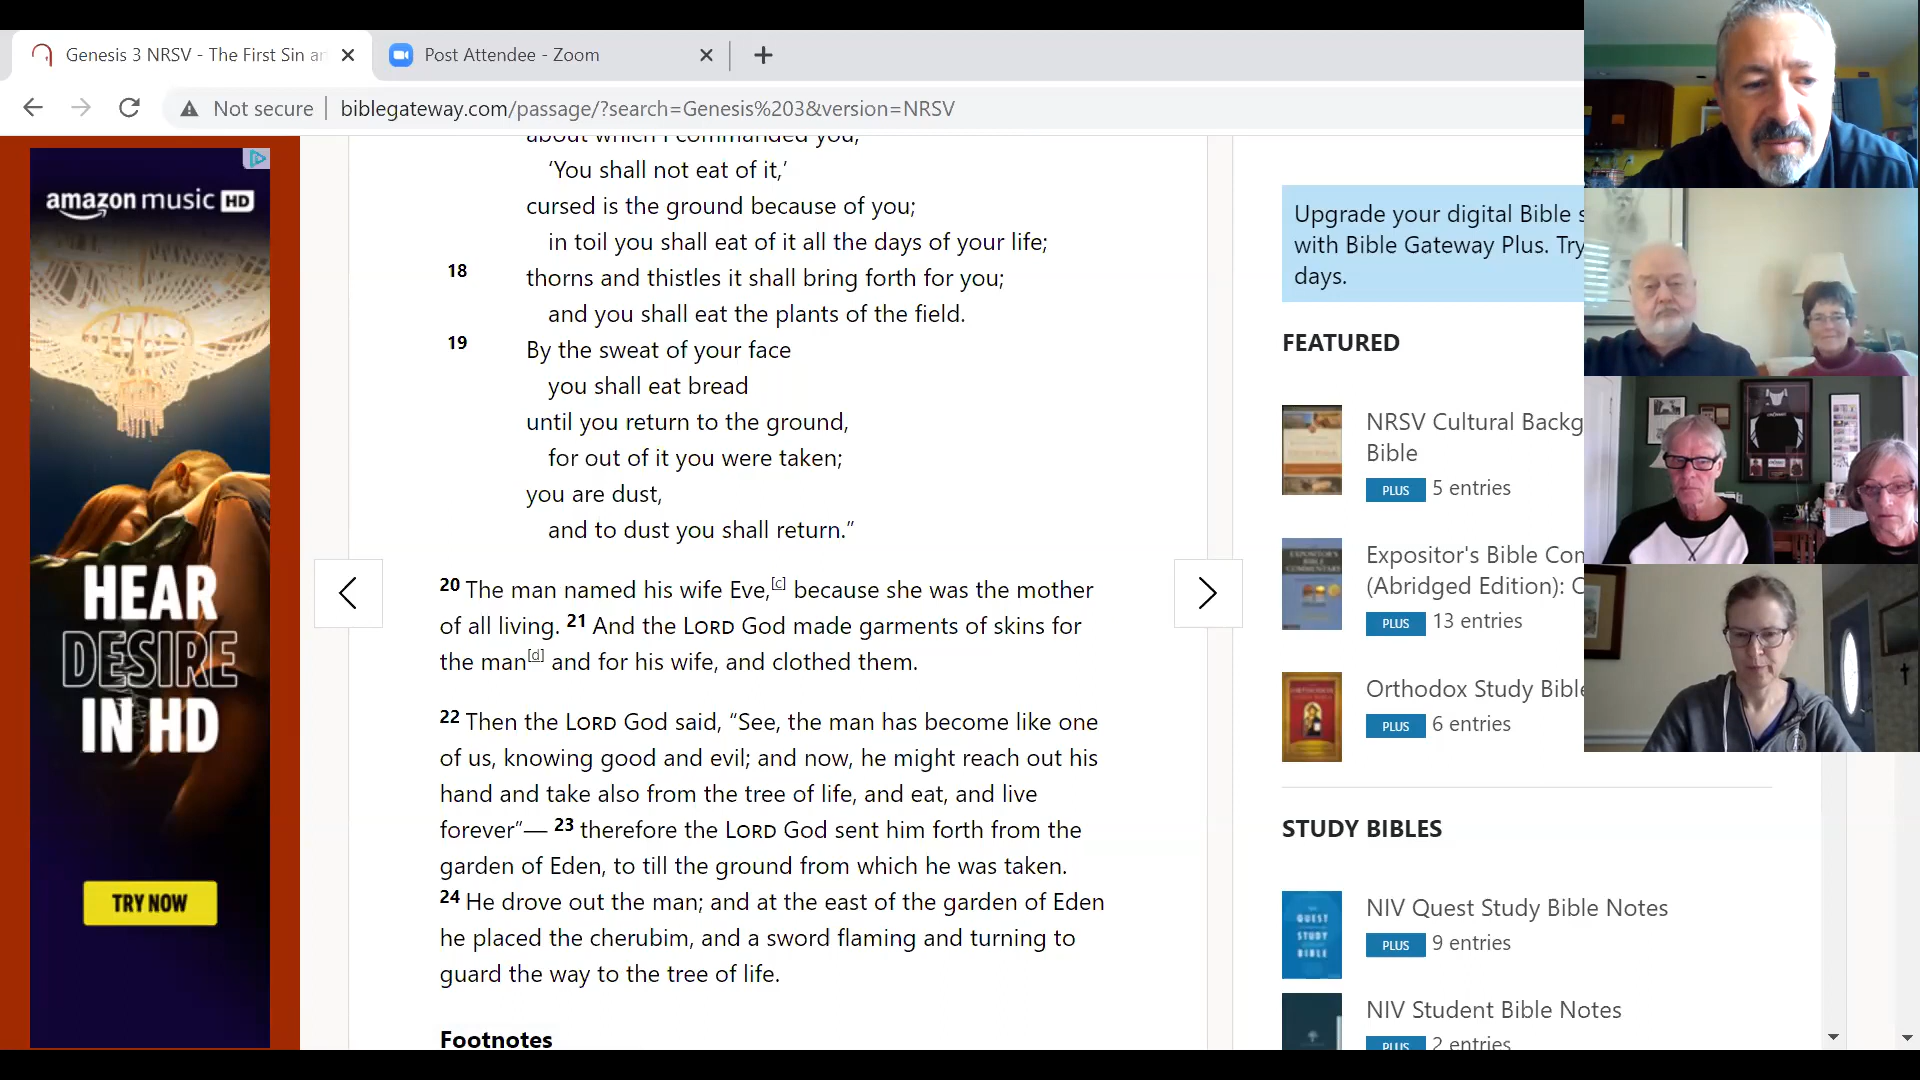 Genesis 3 NRSV - The First Sin an
Post Attendee - Zoom
Not secure
biblegateway.com/passage/?search=Genesis%203&version=NRSV
amazon music HD
HEAR
DESIRE
IN HD
TRY NOW
about which I commanded you,
‘You shall not eat of it,’
cursed is the ground because of you;
in toil you shall eat of it all the days of your life;
18 thorns and thistles it shall bring forth for you;
and you shall eat the plants of the field.
19 By the sweat of your face
you shall eat bread
until you return to the ground,
for out of it you were taken;
you are dust,
and to dust you shall return.”
20 The man named his wife Eve,[c] because she was the mother
of all living. 21 And the LORD God made garments of skins for
the man[d] and for his wife, and clothed them.
22 Then the LORD God said, “See, the man has become like one
of us, knowing good and evil; and now, he might reach out his
hand and take also from the tree of life, and eat, and live
forever”— 23 therefore the LORD God sent him forth from the
garden of Eden, to till the ground from which he was taken.
24 He drove out the man; and at the east of the garden of Eden
he placed the cherubim, and a sword flaming and turning to
guard the way to the tree of life.
Footnotes
Upgrade your digital Bible s
with Bible Gateway Plus. Try
days.
FEATURED
NRSV Cultural Backg
Bible
PLUS 5 entries
Expositor's Bible Con
(Abridged Edition): C
PLUS 13 entries
Orthodox Study Bible
PLUS 6 entries
STUDY BIBLES
QUEST
STUDY
BIBLE
NIV Quest Study Bible Notes
PLUS 9 entries
NIV Student Bible Notes
PLUS 2 entries